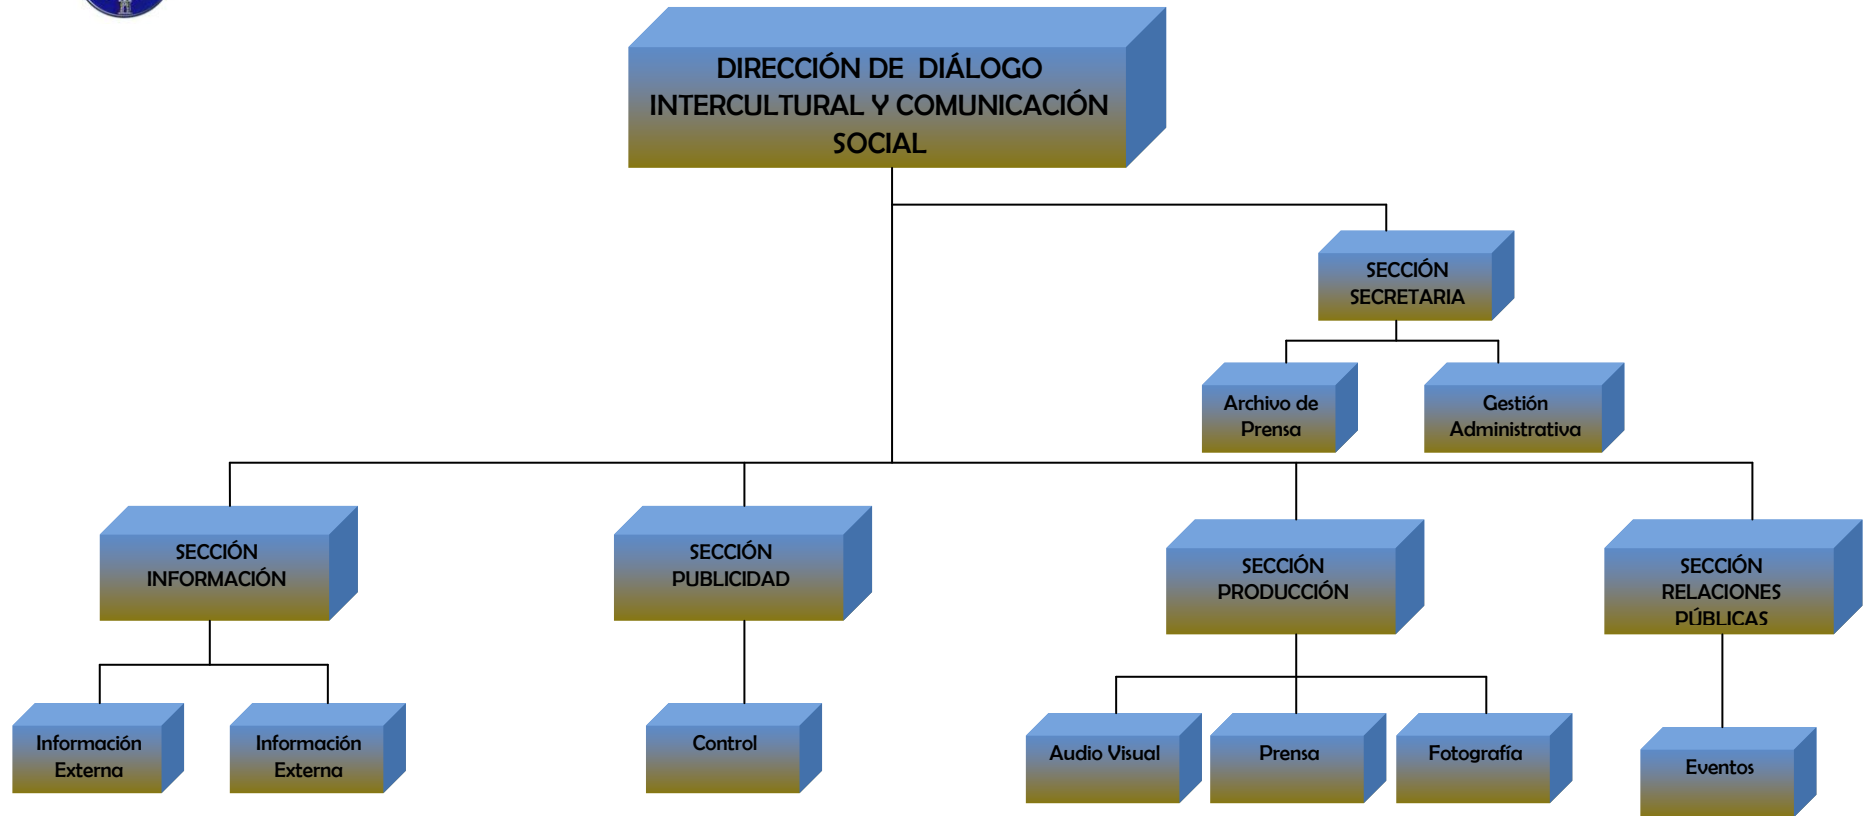 DIRECCIÓN DE DIÁLOGO
INTERCULTURAL Y COMUNICACIÓN
SOCIAL
SECCIÓN
SECRETARIA
Archivo de
Prensa
Gestión
Administrativa
SECCIÓN
INFORMACIÓN
SECCIÓN
PUBLICIDAD
SECCIÓN
PRODUCCIÓN
SECCIÓN
RELACIONES
PÚBLICAS
Información
Externa
Información
Externa
Control
Audio Visual
Prensa
Fotografía
Eventos